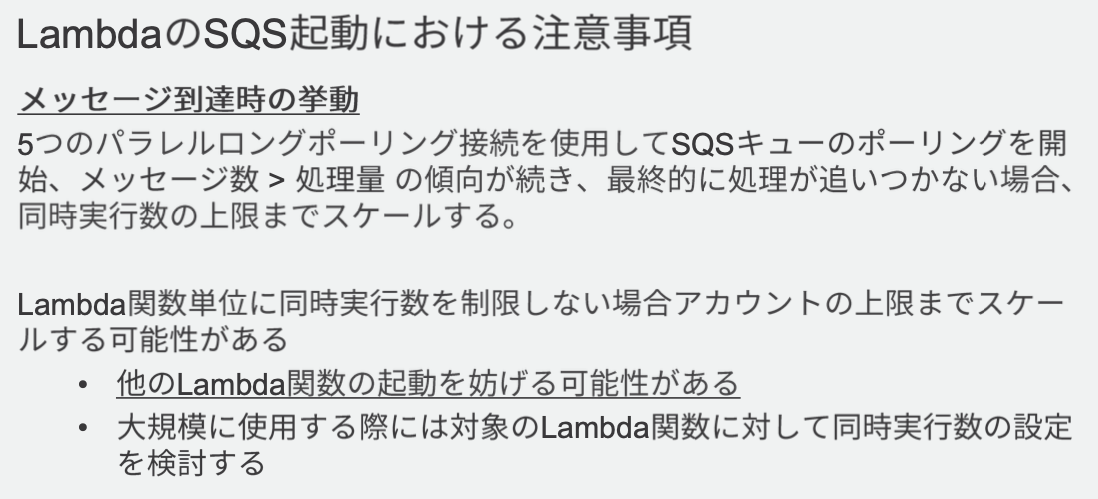 LambdaのSQS起動における注意事項
メッセージ到達時の挙動
5つのパラレルロングポーリング接続を使用してSQSキューのポーリングを開
始、メッセージ数 > 処理量 の傾向が続き、最終的に処理が追いつかない場合、
同時実行数の上限までスケールする。
Lambda関数単位に同時実行数を制限しない場合アカウントの上限までスケー
ルする可能性がある
• 他のLambda関数の起動を妨げる可能性がある
• 大規模に使用する際には対象のLambda関数に対して同時実行数の設定
を検討する